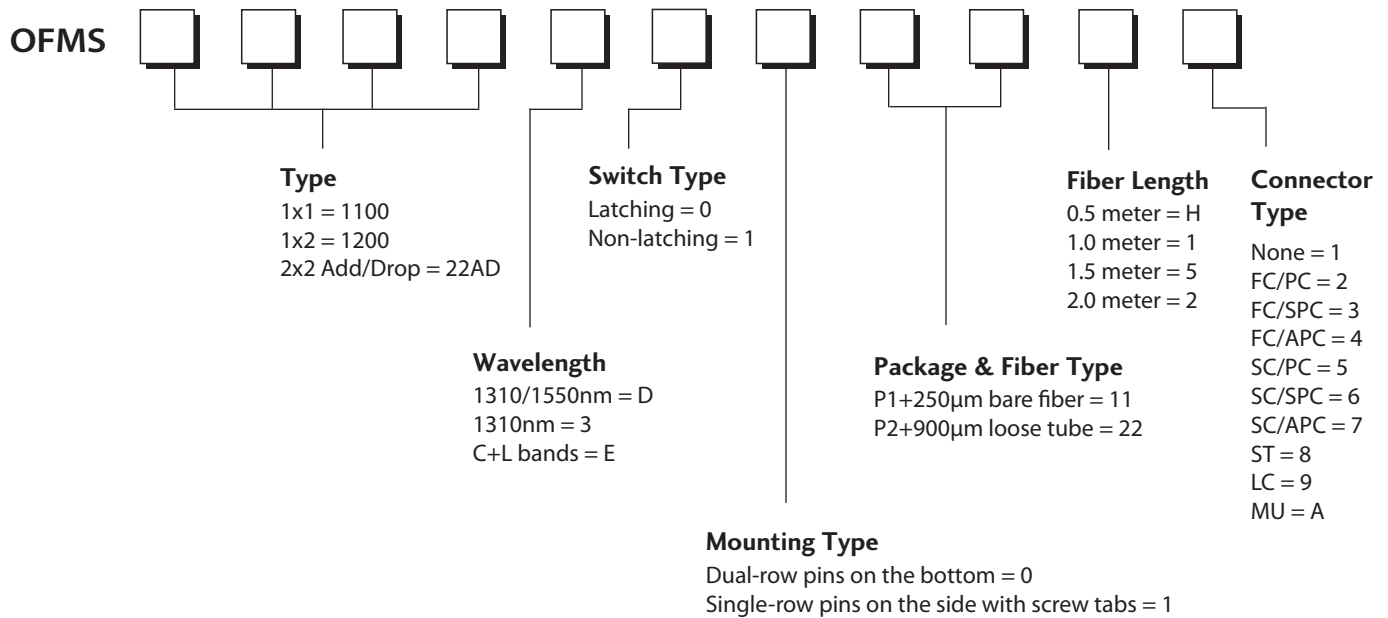 OFMS
Type
1x1 = 1100
1x2 = 1200
2x2 Add/Drop = 22AD
Wavelength
1310/1550nm = D
1310nm = 3
C+L bands = E
Switch Type
Latching = 0
Non-latching = 1
Mounting Type
Dual-row pins on the bottom = 0
Single-row pins on the side with screw tabs = 1
Package & Fiber Type
P1+250µm bare fiber = 11
P2+900µm loose tube = 22
Fiber Length
0.5 meter = H
1.0 meter = 1
1.5 meter = 5
2.0 meter = 2
Connector
Type
None = 1
FC/PC = 2
FC/SPC = 3
FC/APC = 4
SC/PC = 5
SC/SPC = 6
SC/APC = 7
ST = 8
LC = 9
MU = A